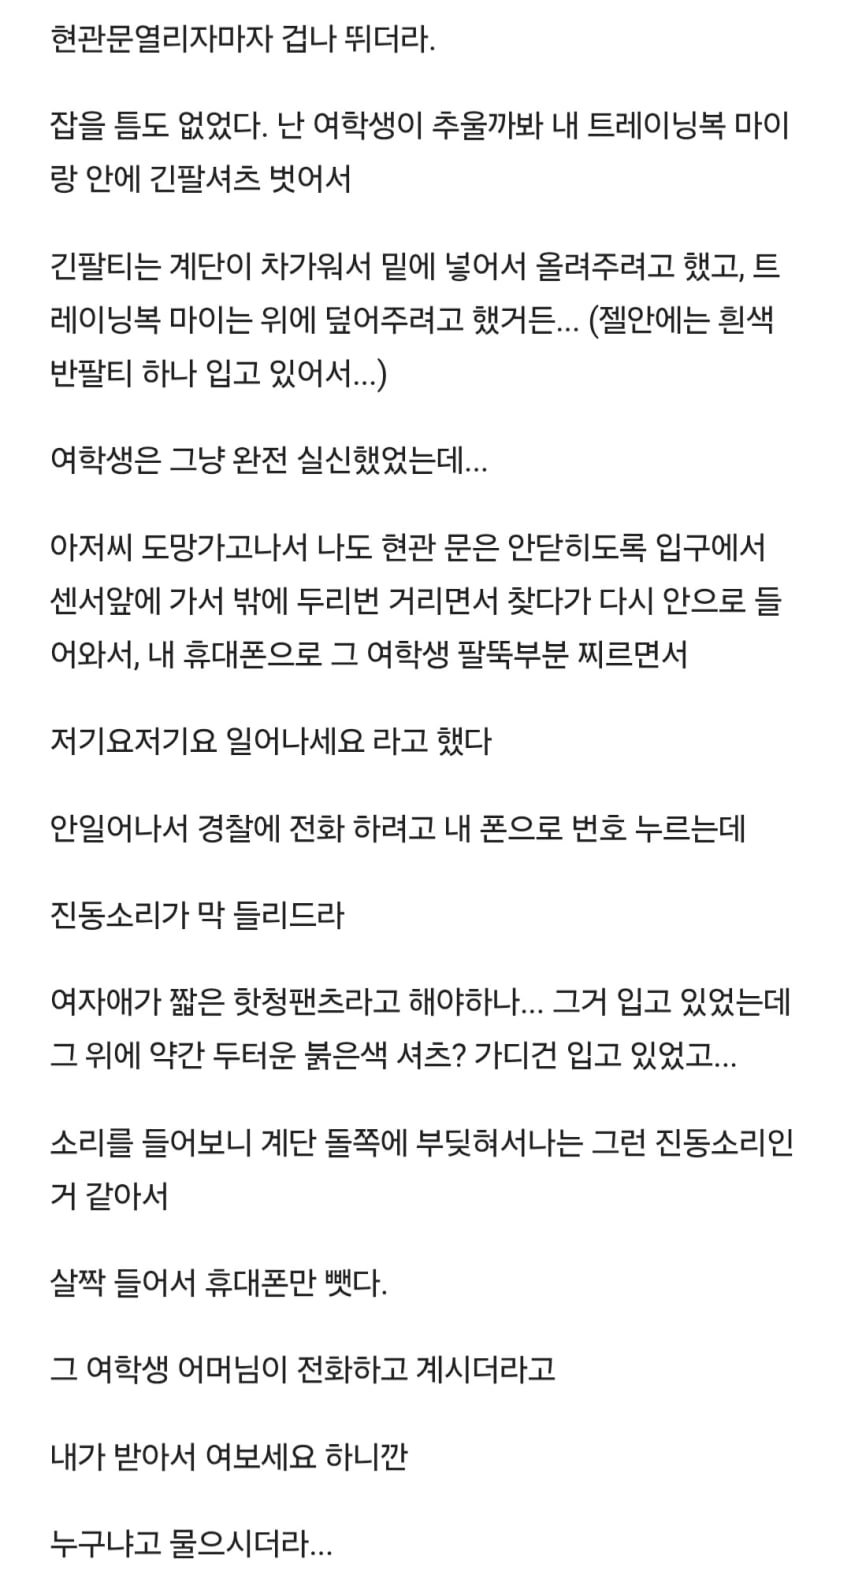 현관문열리자마자 겁나 뛰더라.
잡을 틈도 없었다. 난 여학생이 추울까봐 내 트레이닝복 마이
랑 안에 긴팔셔츠 벗어서
긴팔티는 계단이 차가워서 밑에 넣어서 올려주려고 했고, 트
레이닝복 마이는 위에 덮어주려고 했거든... (젤안에는 흰색
반팔티 하나 입고 있어서...)
여학생은 그냥 완전 실신했었는데...
아저씨 도망가고나서 나도 현관 문은 안닫히도록 입구에서
센서앞에 가서 밖에 두리번 거리면서 찾다가 다시 안으로 들
어와서, 내 휴대폰으로 그 여학생 팔뚝부분 찌르면서
저기요저기요 일어나세요 라고 했다
안일어나서 경찰에 전화 하려고 내 폰으로 번호 누르는데
진동소리가 막 들리드라
여자애가 짧은 핫청팬츠라고 해야하나... 그거 입고 있었는데
그 위에 약간 두터운 붉은색 셔츠? 가디건 입고 있었고...
소리를 들어보니 계단 돌쪽에 부딪혀서나는 그런 진동소리인
거 같아서
살짝 들어서 휴대폰만 뺏다.
그 여학생 어머님이 전화하고 계시더라고
내가 받아서 여보세요 하니깐
누구냐고 물으시더라...